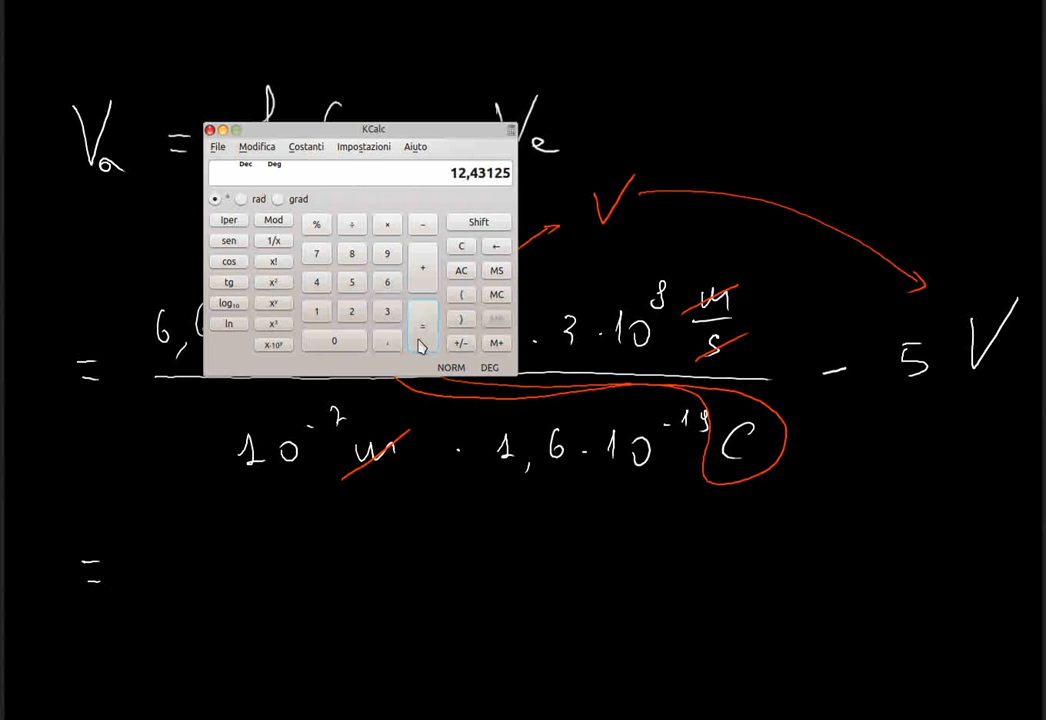 Va = h c Ve
KCalc
File Modifica Costanti Impostazioni Aiuto
Dec Deg
12,43125
° rad grad
Iper Mod % ÷ × − Shift
sen 1/x 7 8 9 + C ←
cos x! AC MS
tg x² 4 5 6 ( MC
log10 xʸ 1 2 3 = )
ln x³ 0 , +/− M+
X·10ʸ
NORM DEG
V
= 6, · 3 · 10⁸ m/s − 5 V
10⁻⁷ m · 1,6 · 10⁻¹⁹ C
=